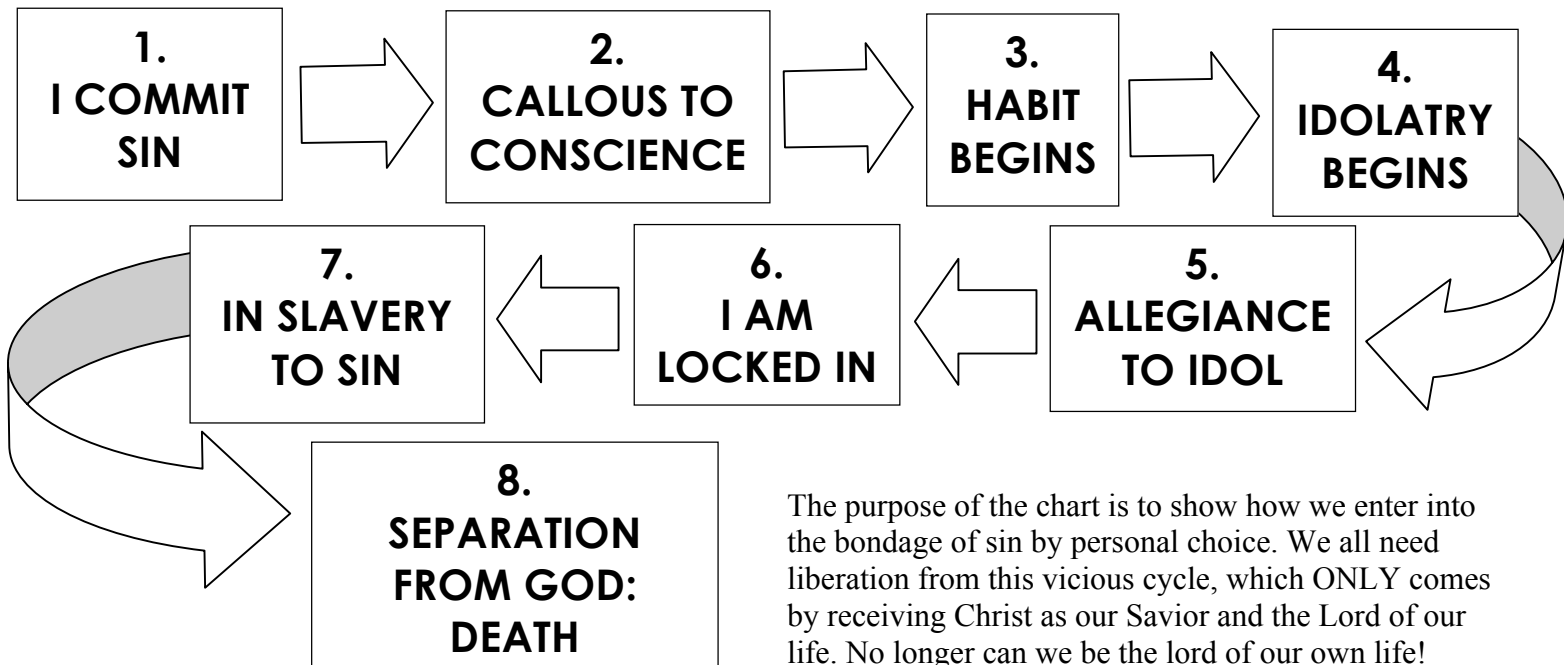 1.
I COMMIT
SIN
2.
CALLOUS TO
CONSCIENCE
3.
HABIT
BEGINS
4.
IDOLATRY
BEGINS
5.
ALLEGIANCE
TO IDOL
6.
I AM
LOCKED IN
7.
IN SLAVERY
TO SIN
8.
SEPARATION
FROM GOD:
DEATH
The purpose of the chart is to show how we enter into
the bondage of sin by personal choice. We all need
liberation from this vicious cycle, which ONLY comes
by receiving Christ as our Savior and the Lord of our
life. No longer can we be the lord of our own life!